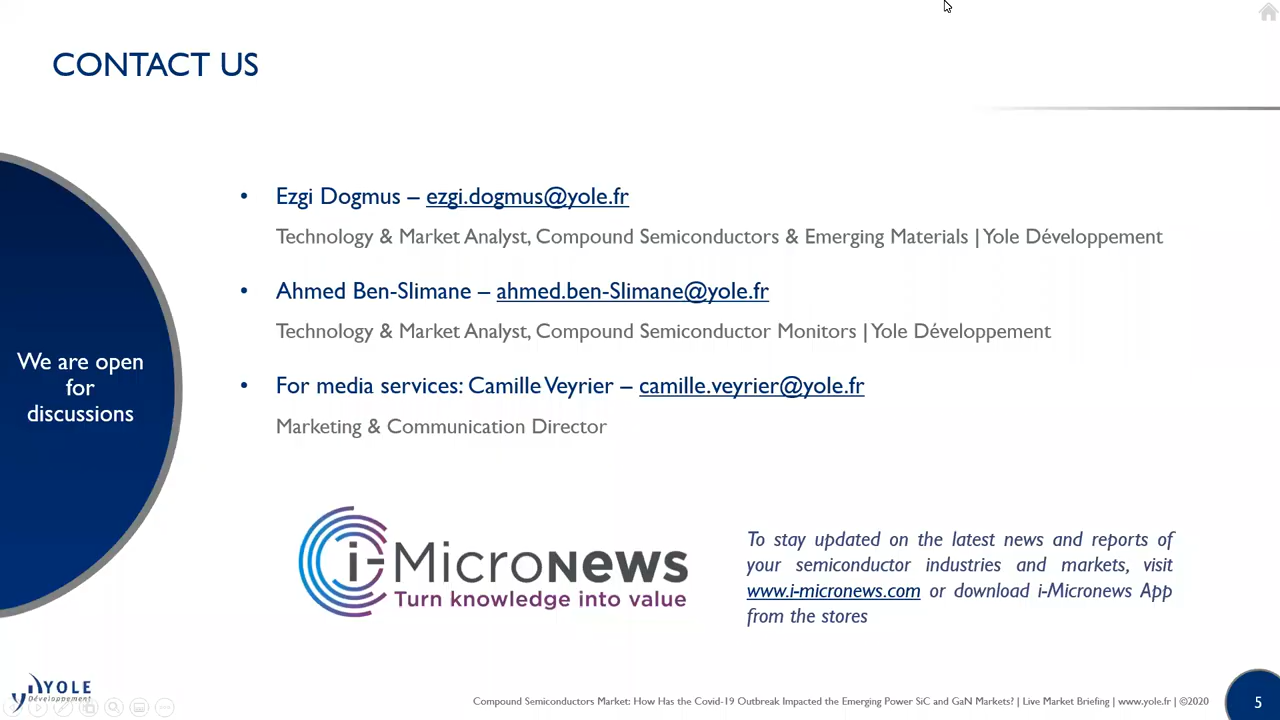 CONTACT US
• Ezgi Dogmus – ezgi.dogmus@yole.fr
Technology & Market Analyst, Compound Semiconductors & Emerging Materials | Yole Développement
• Ahmed Ben-Slimane – ahmed.ben-Slimane@yole.fr
Technology & Market Analyst, Compound Semiconductor Monitors | Yole Développement
• For media services: Camille Veyrier – camille.veyrier@yole.fr
Marketing & Communication Director
We are open
for
discussions
i-Micronews
Turn knowledge into value
To stay updated on the latest news and reports of
your semiconductor industries and markets, visit
www.i-micronews.com or download i-Micronews App
from the stores
YOLE
Développement
Compound Semiconductors Market: How Has the Covid-19 Outbreak Impacted the Emerging Power SiC and GaN Markets? | Live Market Briefing | www.yole.fr | ©2020
5